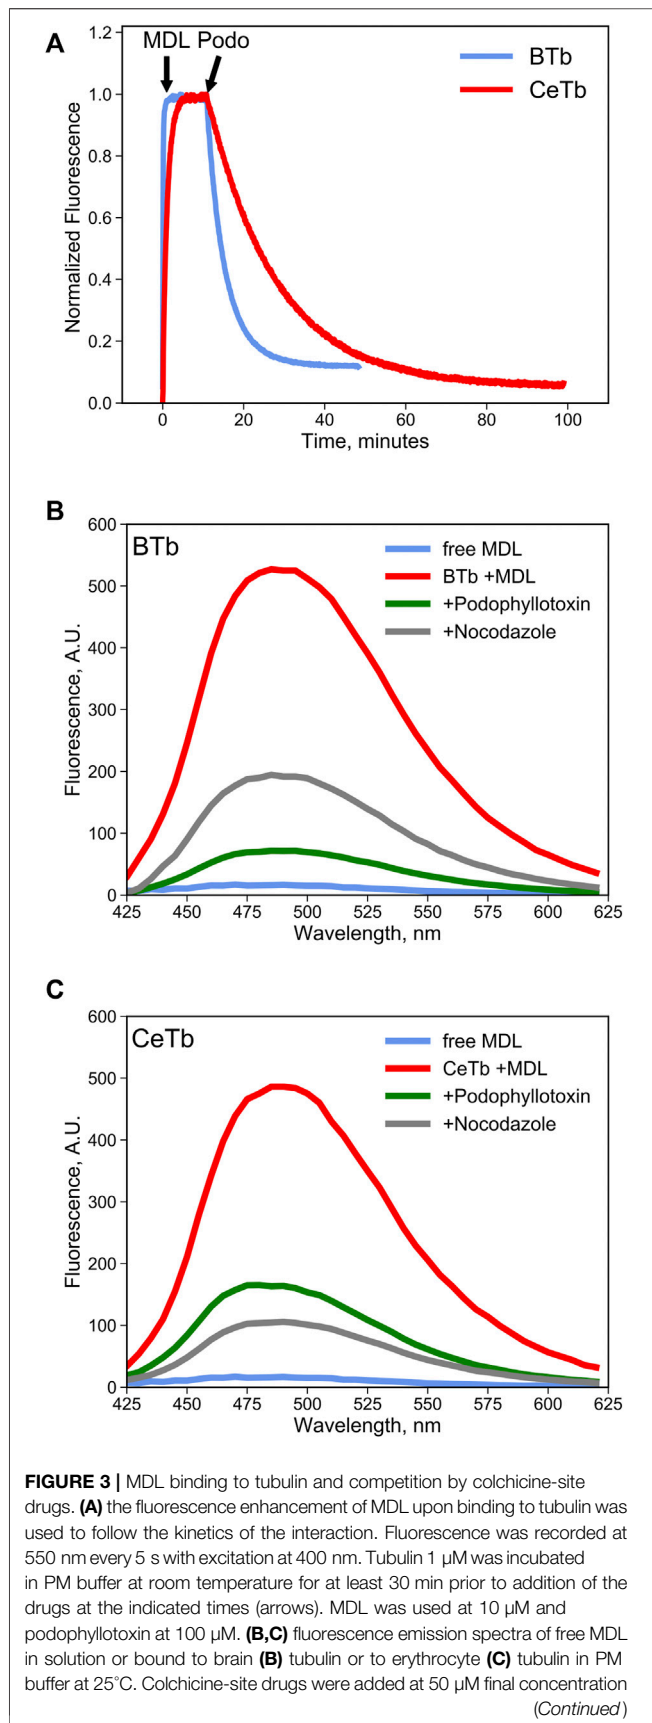 A
MDL Podo
BTb
CeTb
1.2
1.0
0.8
0.6
0.4
0.2
0.0
Normalized Fluorescence
0 20 40 60 80 100
Time, minutes
B
BTb
free MDL
BTb +MDL
+Podophyllotoxin
+Nocodazole
600
500
400
300
200
100
0
Fluorescence, A.U.
425 450 475 500 525 550 575 600 625
Wavelength, nm
C
CeTb
free MDL
CeTb +MDL
+Podophyllotoxin
+Nocodazole
600
500
400
300
200
100
0
Fluorescence, A.U.
425 450 475 500 525 550 575 600 625
Wavelength, nm
FIGURE 3 | MDL binding to tubulin and competition by colchicine-site
drugs. (A) the fluorescence enhancement of MDL upon binding to tubulin was
used to follow the kinetics of the interaction. Fluorescence was recorded at
550 nm every 5 s with excitation at 400 nm. Tubulin 1 μM was incubated
in PM buffer at room temperature for at least 30 min prior to addition of the
drugs at the indicated times (arrows). MDL was used at 10 μM and
podophyllotoxin at 100 μM. (B,C) fluorescence emission spectra of free MDL
in solution or bound to brain (B) tubulin or to erythrocyte (C) tubulin in PM
buffer at 25°C. Colchicine-site drugs were added at 50 μM final concentration
(Continued)